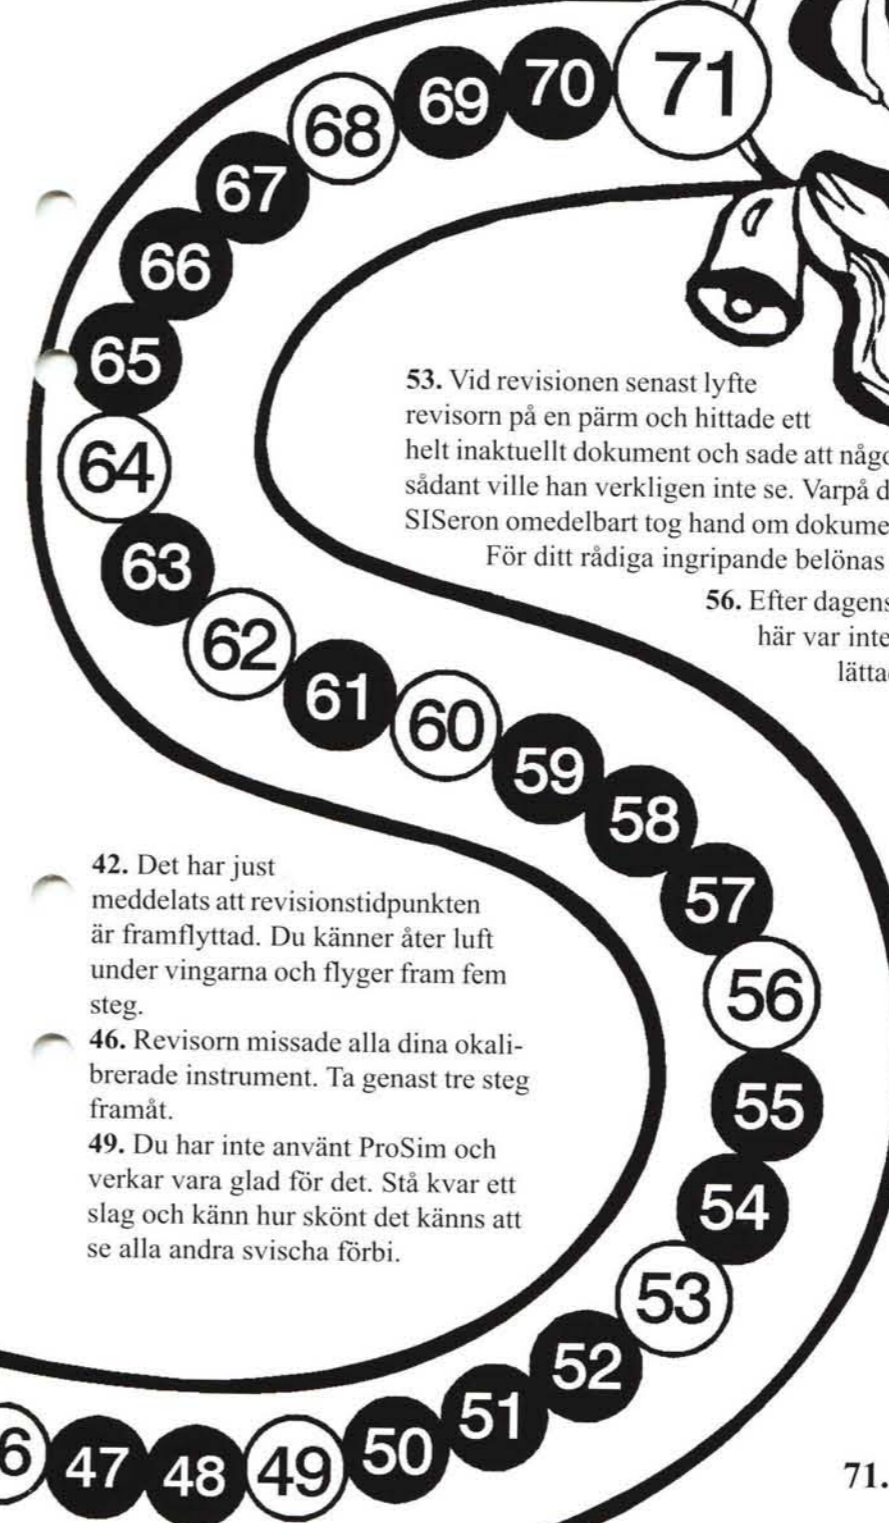 71
70
69
68
67
66
65
64
63
62
61
60
59
58
57
56
55
54
53
52
51
50
49
48
47
6
53. Vid revisionen senast lyfte
revisorn på en pärm och hittade ett
helt inaktuellt dokument och sade att någo
sådant ville han verkligen inte se. Varpå d
SISeron omedelbart tog hand om dokume
För ditt rådiga ingripande belönas
56. Efter dagens
här var inte
lätta
42. Det har just
meddelats att revisionstidpunkten
är framflyttad. Du känner åter luft
under vingarna och flyger fram fem
steg.
46. Revisorn missade alla dina okali-
brerade instrument. Ta genast tre steg
framåt.
49. Du har inte använt ProSim och
verkar vara glad för det. Stå kvar ett
slag och känn hur skönt det känns att
se alla andra svischa förbi.
71.